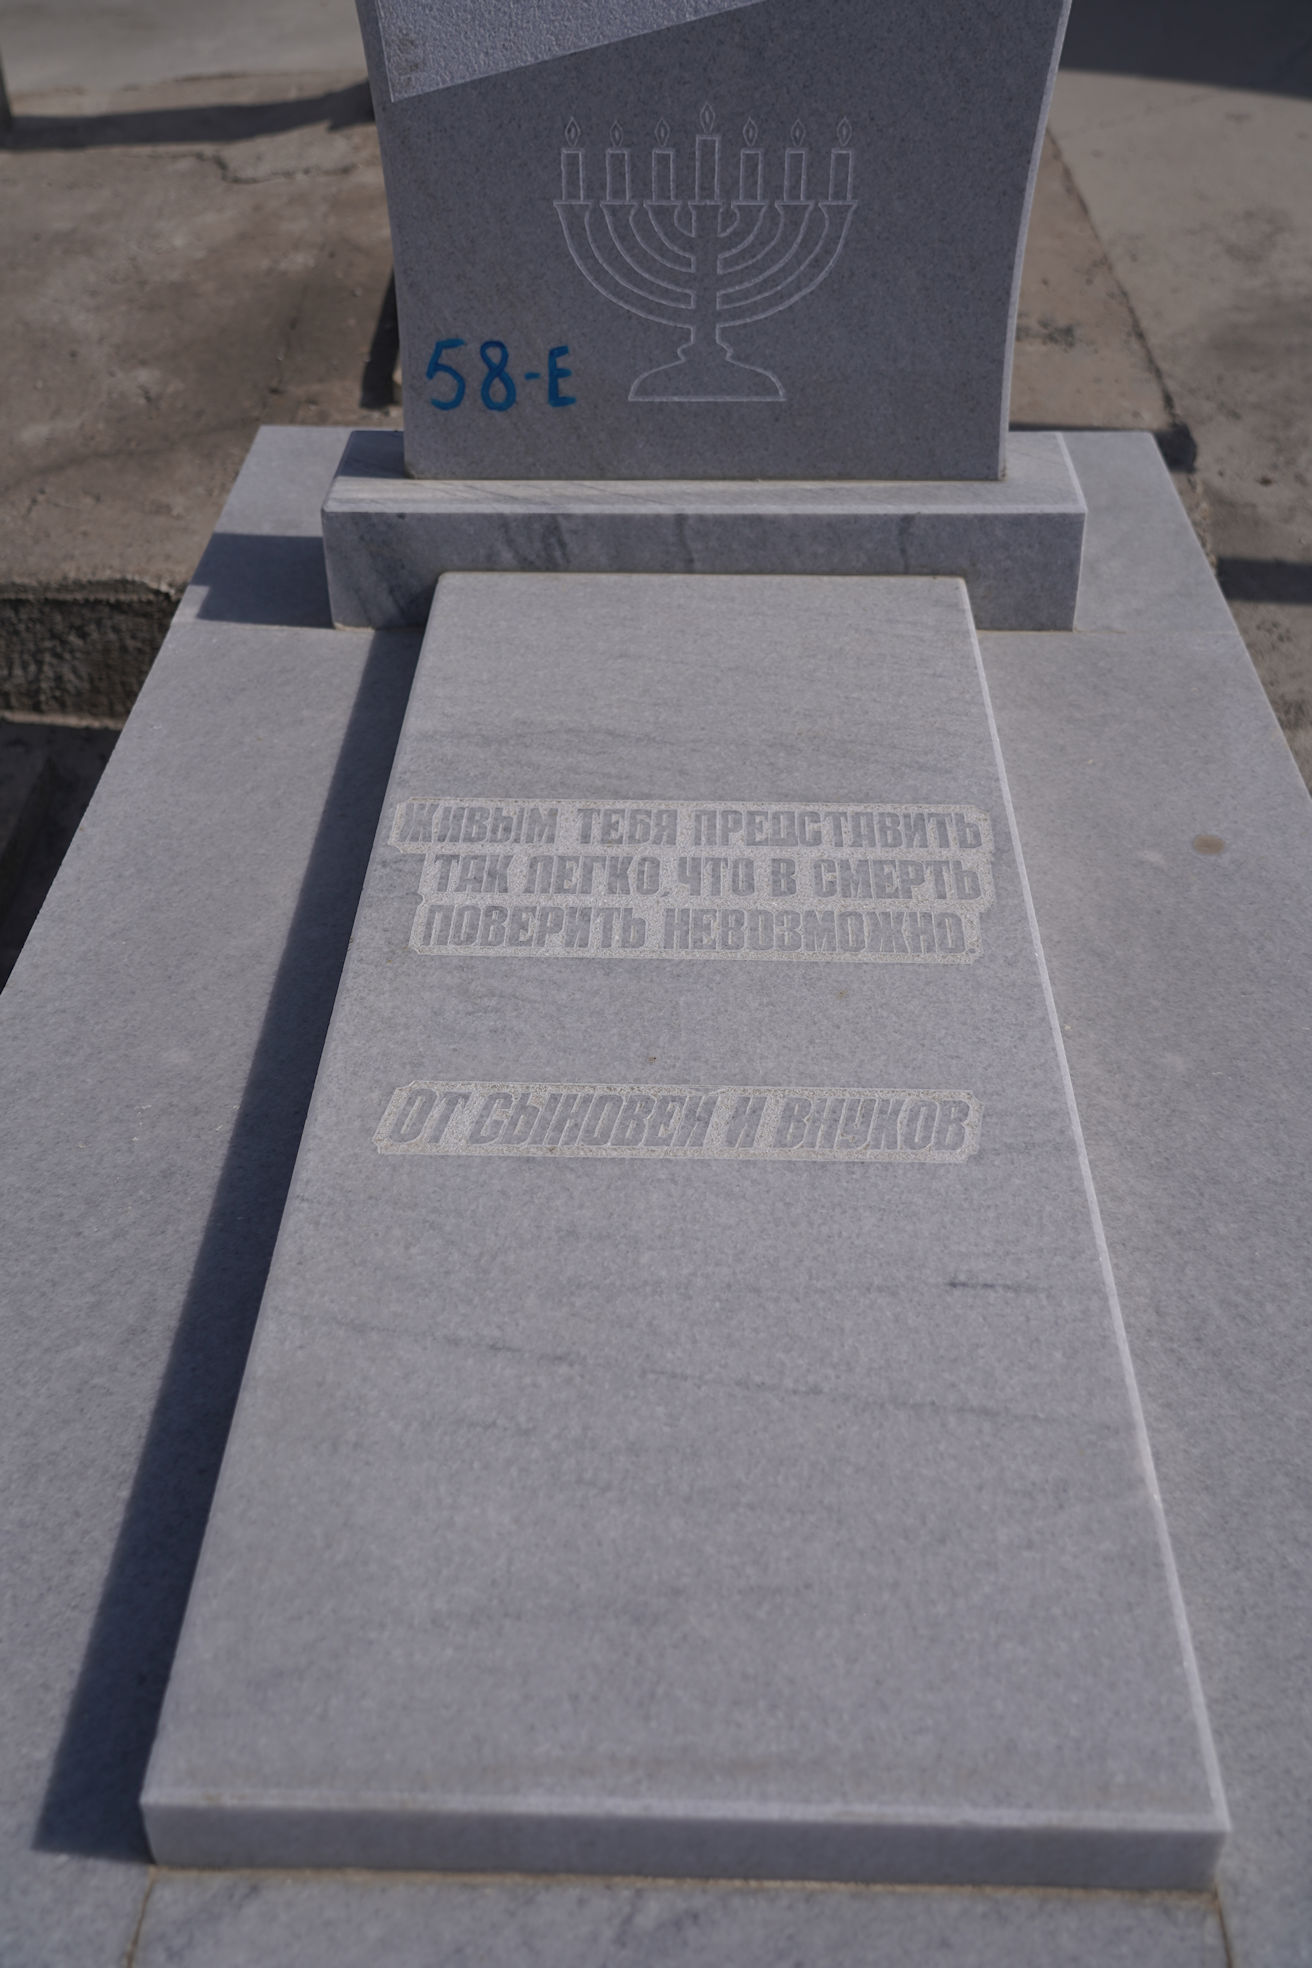 58-Е
ЖИВЫМ ТЕБЯ ПРЕДСТАВИТЬ
ТАК ЛЕГКО, ЧТО В СМЕРТЬ
ПОВЕРИТЬ НЕВОЗМОЖНО
ОТ СЫНОВЕЙ И ВНУКОВ